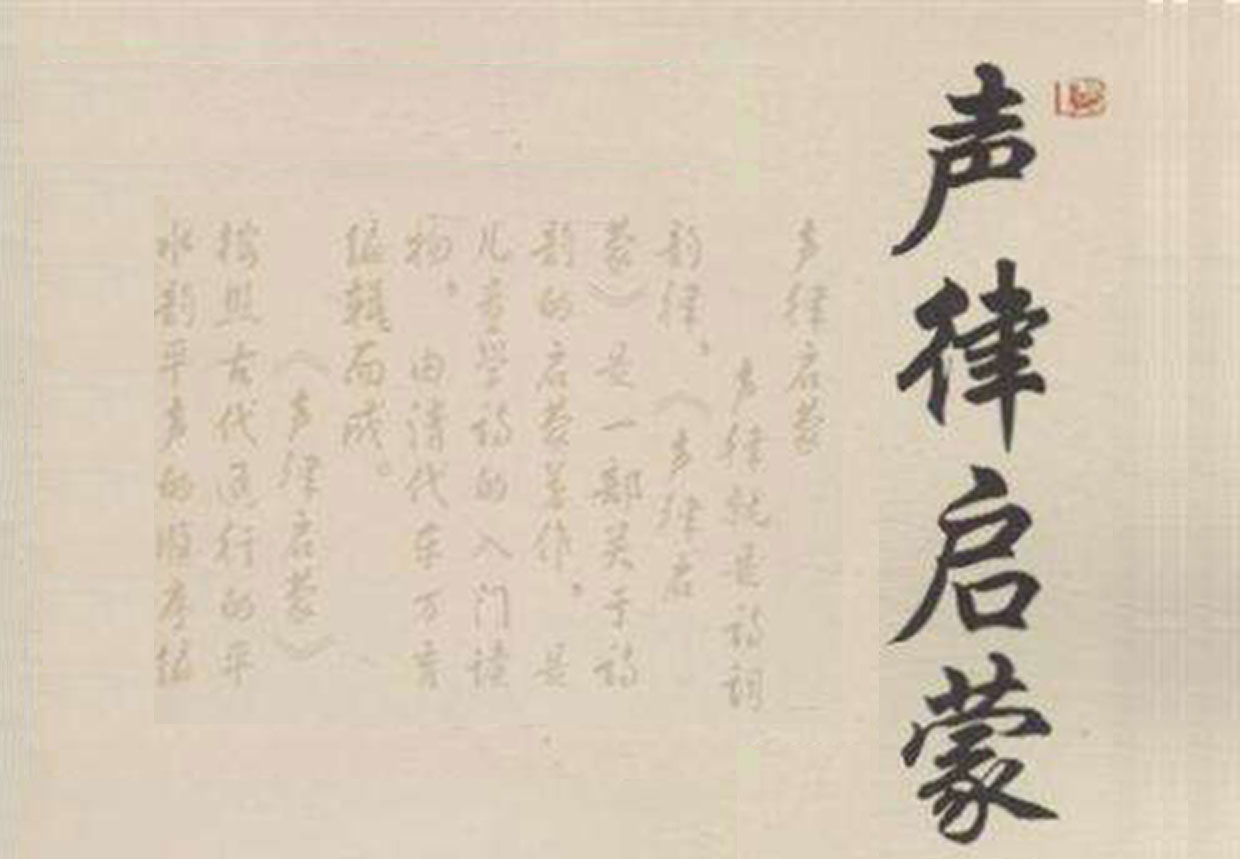 声律启蒙
声律启蒙
声律就是诗词
韵律，《声律启
蒙》是一部关于诗
韵的启蒙著作。是
儿童学诗的入门读
物，由清代车万育
编辑而成。
《声律启蒙》
按照古代通行的平
水韵平声的顺序编